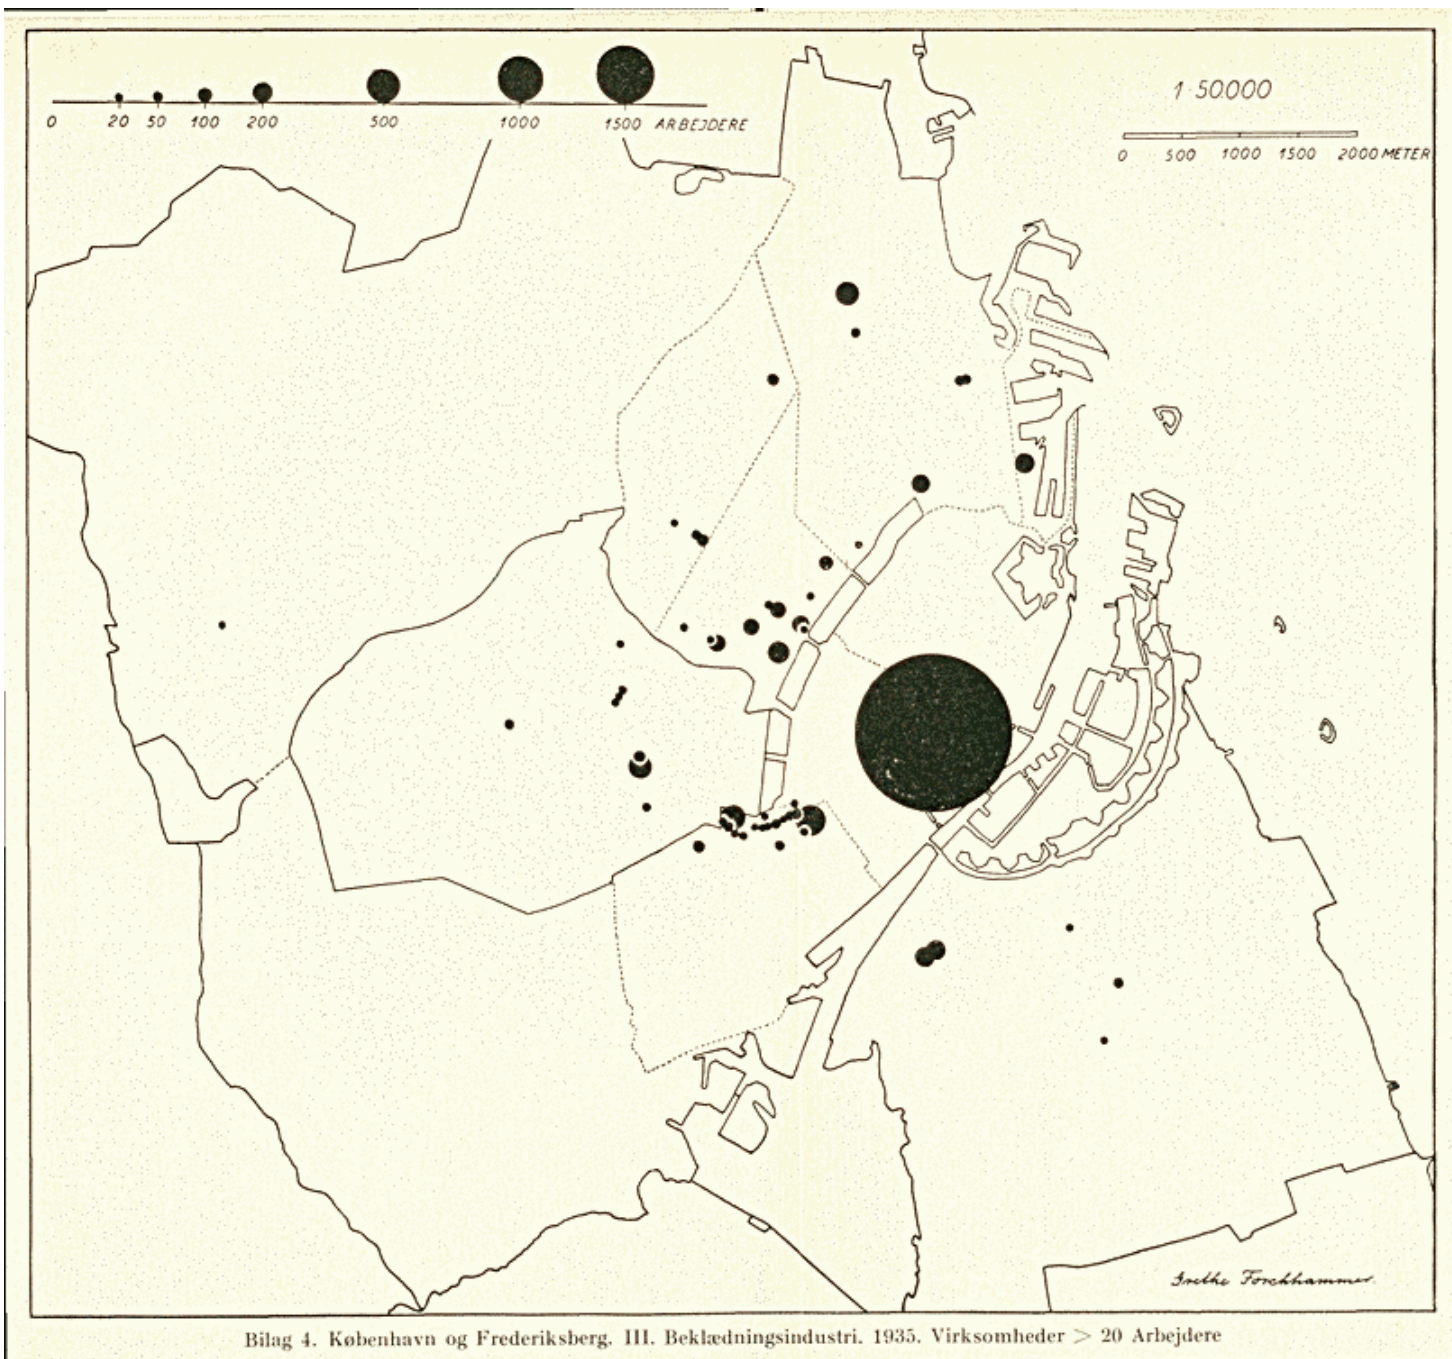 0 20 50 100 200 500 1000 1500 ARBEJDERE
1 50000
0 500 1000 1500 2000 METER
Grethe Forchhammer.
Bilag 4. København og Frederiksberg. III. Beklædningsindustri. 1935. Virksomheder > 20 Arbejdere